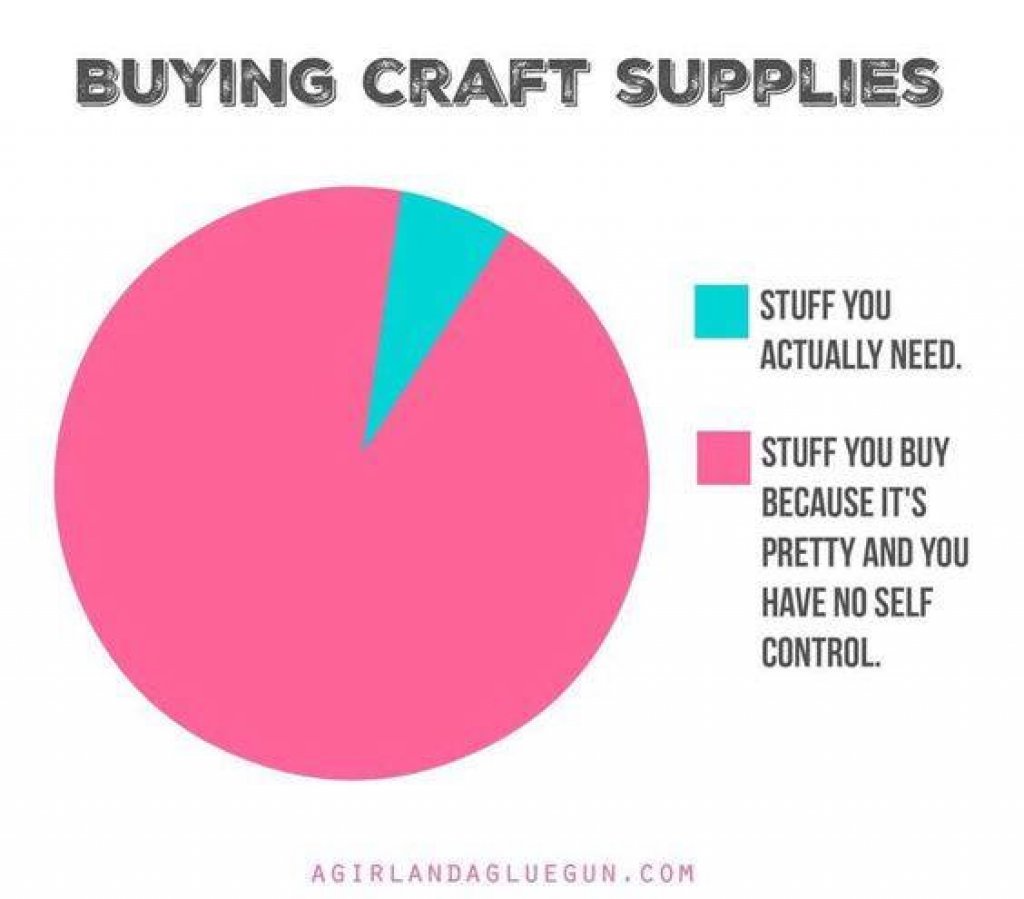 BUYING CRAFT SUPPLIES
STUFF YOU
ACTUALLY NEED.
STUFF YOU BUY
BECAUSE IT'S
PRETTY AND YOU
HAVE NO SELF
CONTROL.
AGIRLANDAGLUEGUN.COM